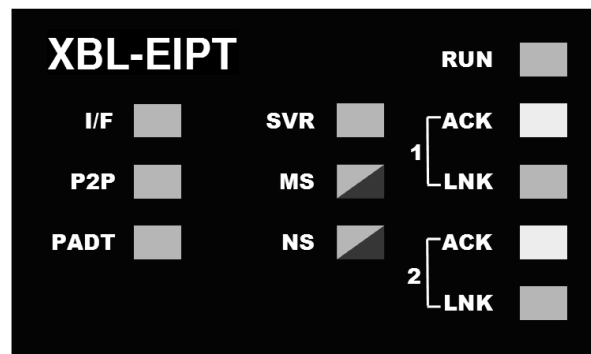 XBL-EIPT
RUN
I/F SVR ACK
1
P2P MS LNK
PADT NS ACK
2
LNK